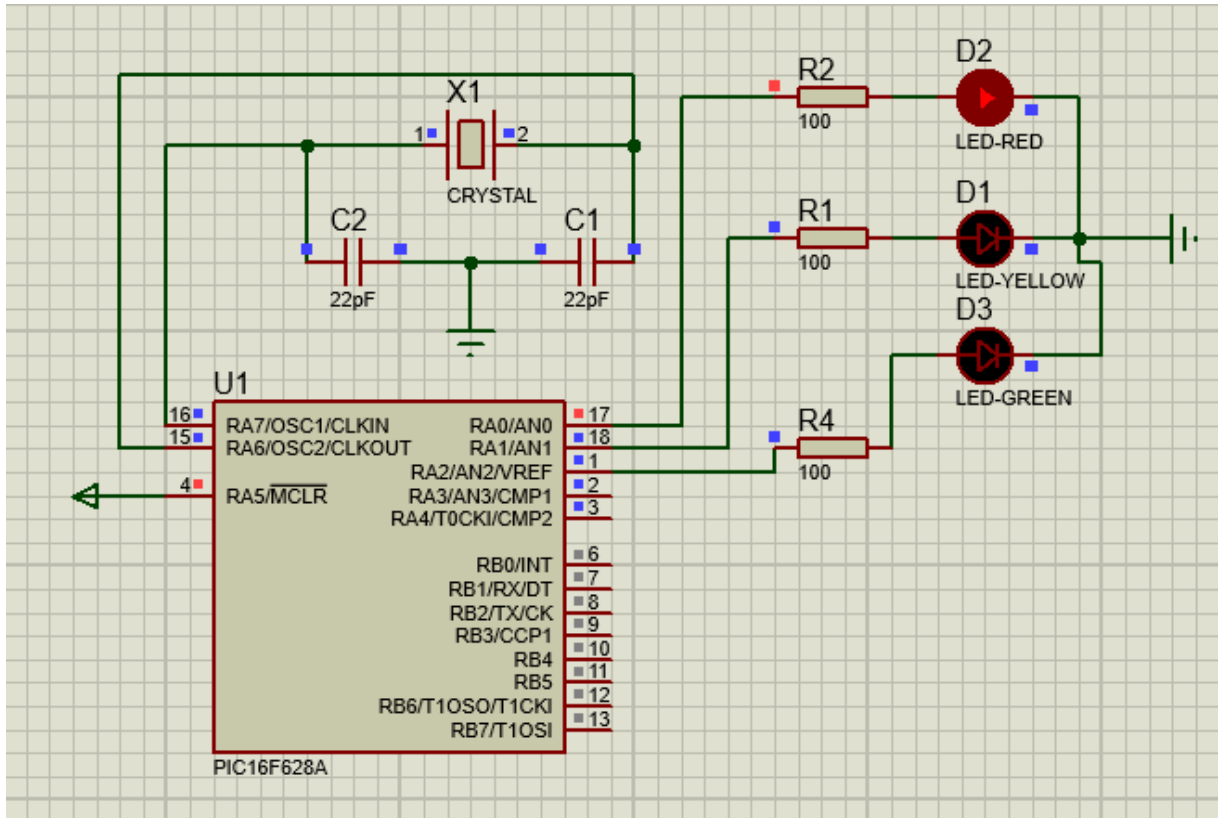 X1
1
2
CRYSTAL
C2
22pF
C1
22pF
R2
100
D2
LED-RED
R1
100
D1
LED-YELLOW
D3
LED-GREEN
R4
100
U1
16
RA7/OSC1/CLKIN
15
RA6/OSC2/CLKOUT
4
RA5/MCLR
RA0/AN0
17
RA1/AN1
18
RA2/AN2/VREF
1
RA3/AN3/CMP1
2
RA4/T0CKI/CMP2
3
RB0/INT
6
RB1/RX/DT
7
RB2/TX/CK
8
RB3/CCP1
9
RB4
10
RB5
11
RB6/T1OSO/T1CKI
12
RB7/T1OSI
13
PIC16F628A